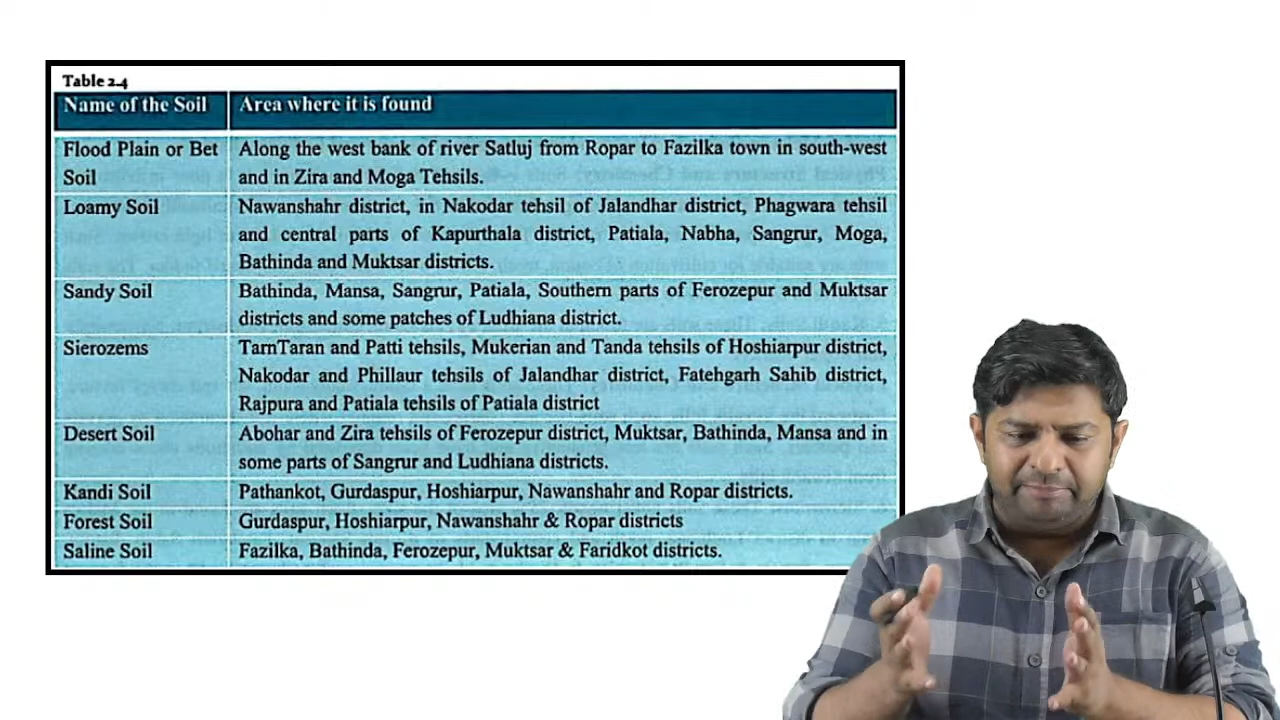 Table 2.4
Name of the Soil Area where it is found
Flood Plain or Bet Along the west bank of river Satluj from Ropar to Fazilka town in south-west
Soil and in Zira and Moga Tehsils.
Loamy Soil Nawanshahr district, in Nakodar tehsil of Jalandhar district, Phagwara tehsil
and central parts of Kapurthala district, Patiala, Nabha, Sangrur, Moga,
Bathinda and Muktsar districts.
Sandy Soil Bathinda, Mansa, Sangrur, Patiala, Southern parts of Ferozepur and Muktsar
districts and some patches of Ludhiana district.
Sierozems TarnTaran and Patti tehsils, Mukerian and Tanda tehsils of Hoshiarpur district,
Nakodar and Phillaur tehsils of Jalandhar district, Fatehgarh Sahib district,
Rajpura and Patiala tehsils of Patiala district
Desert Soil Abohar and Zira tehsils of Ferozepur district, Muktsar, Bathinda, Mansa and in
some parts of Sangrur and Ludhiana districts.
Kandi Soil Pathankot, Gurdaspur, Hoshiarpur, Nawanshahr and Ropar districts.
Forest Soil Gurdaspur, Hoshiarpur, Nawanshahr & Ropar districts
Saline Soil Fazilka, Bathinda, Ferozepur, Muktsar & Faridkot districts.